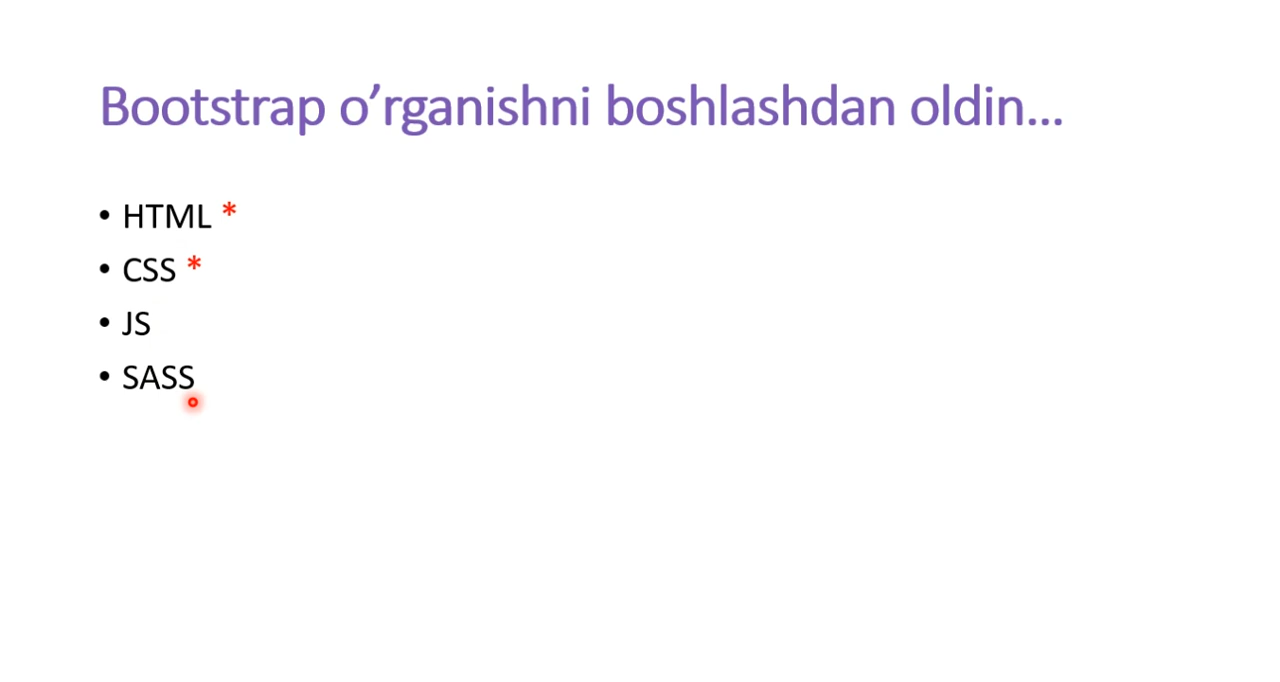 Bootstrap o’rganishni boshlashdan oldin...
• HTML *
• CSS *
• JS
• SASS